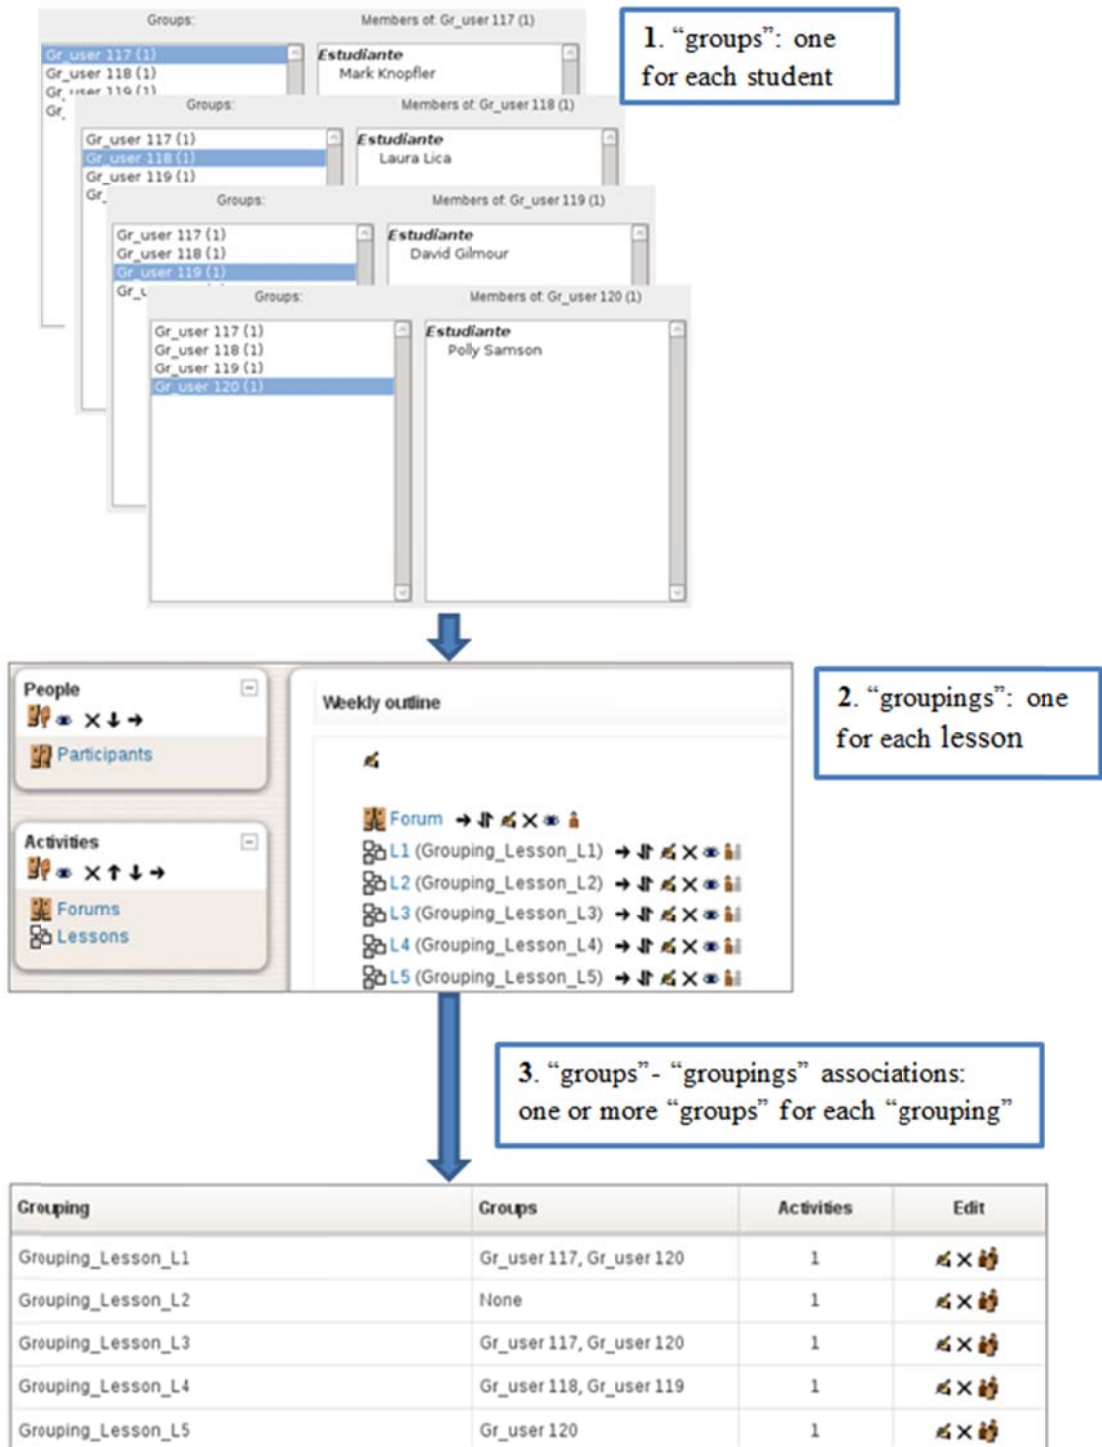 Groups:
Members of: Gr_user 117 (1)
Gr_user 117 (1)
Gr_user 118 (1)
Gr_user 119 (1)
Gr_
Estudiante
Mark Knopfler
1. “groups”: one
for each student
Groups:
Members of: Gr_user 118 (1)
Gr_user 117 (1)
Gr_user 118 (1)
Gr_user 119 (1)
Gr_
Estudiante
Laura Lica
Groups:
Members of: Gr_user 119 (1)
Gr_user 117 (1)
Gr_user 118 (1)
Gr_user 119 (1)
Gr_u
Estudiante
David Gilmour
Groups:
Members of: Gr_user 120 (1)
Gr_user 117 (1)
Gr_user 118 (1)
Gr_user 119 (1)
Gr_user 120 (1)
Estudiante
Polly Samson
People
Participants
Activities
Forums
Lessons
Weekly outline
Forum
L1 (Grouping_Lesson_L1)
L2 (Grouping_Lesson_L2)
L3 (Grouping_Lesson_L3)
L4 (Grouping_Lesson_L4)
L5 (Grouping_Lesson_L5)
2. “groupings”: one
for each lesson
3. “groups”- “groupings” associations:
one or more “groups” for each “grouping”
Grouping Groups Activities Edit
Grouping_Lesson_L1 Gr_user 117, Gr_user 120 1
Grouping_Lesson_L2 None 1
Grouping_Lesson_L3 Gr_user 117, Gr_user 120 1
Grouping_Lesson_L4 Gr_user 118, Gr_user 119 1
Grouping_Lesson_L5 Gr_user 120 1